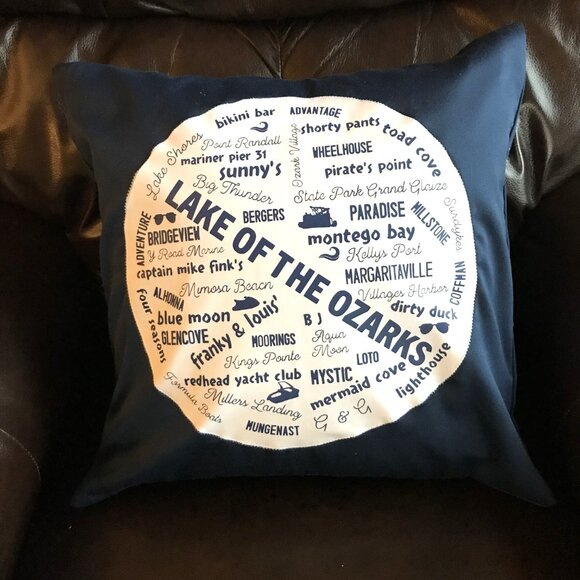 bikini bar
ADVANTAGE
Lake Shores
Point Randall
Ozark Village
shorty pants
toad cove
mariner pier 31
WHEELHOUSE
sunny's
pirate's point
Big Thunder
State Park
Grand Glaize
ADVENTURE
BERGERS
PARADISE
MILLSTONE
Surdykes
BRIDGEVIEW
LAKE OF THE OZARKS
montego bay
Y Road Marine
Kellys Port
captain mike fink's
MARGARITAVILLE
COFFMAN
Mimosa Beach
Villages Harbor
ALHONNA
dirty duck
four seasons
blue moon
franky & louis'
B J
GLENCOVE
MOORINGS
Aqua Moon
Kings Pointe
LOTO
lighthouse
redhead yacht club
MYSTIC
mermaid cove
Formula Boats
Millers Landing
G & G
MUNGENAST